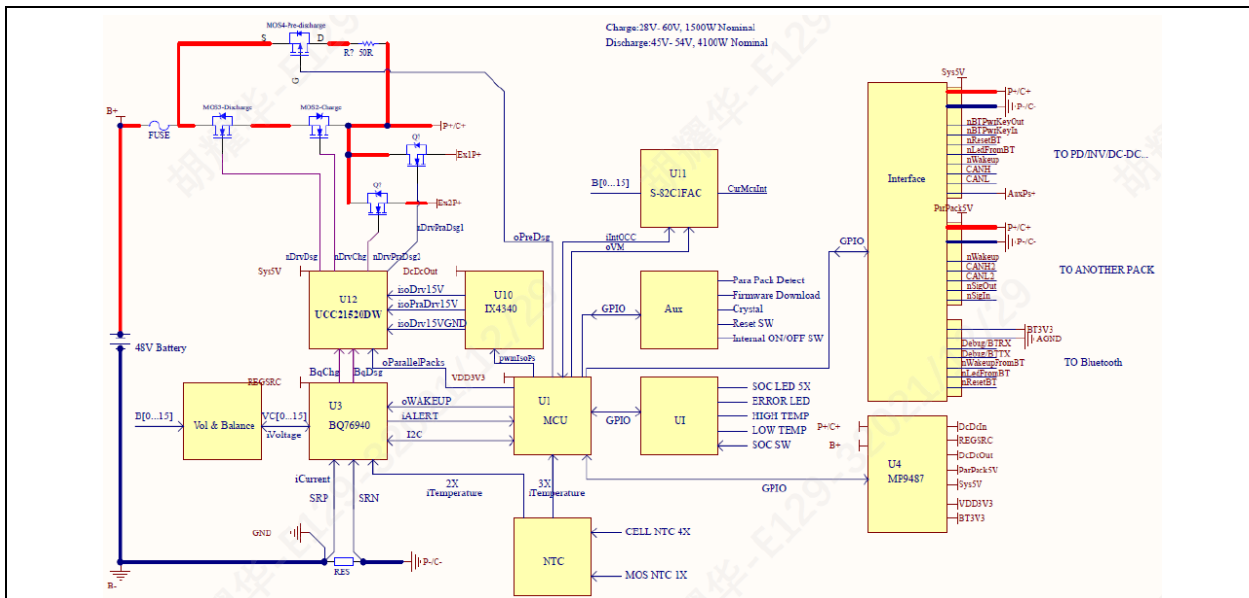 MOS4-Pre-discharge
S
D
R? 50R
G
Charge:28V- 60V, 1500W Nominal
Discharge:45V- 54V, 4100W Nominal
B+
FUSE
MOS3-Discharge
MOS2-Charge
P+/C+
Q?
Ex1P+
Q?
Ex2P+
nDrvPraDsg1
nDrvDsg
nDrvChg
nDrvPraDsg2
oPreDsg
Sys5V
U12
UCC21520DW
isoDrv15V
isoPraDrv15V
isoDrv15VGND
DcDcOut
U10
IX4340
pwmIsoPs
oParallelPacks
VDD3V3
B[0...15]
U11
S-82C1FAC
CurMcuInt
iIntOCC
oVM
GPIO
Aux
Para Pack Detect
Firmware Download
Crystal
Reset SW
Internal ON/OFF SW
48V Battery
BqChg
BqDsg
REGSRC
U3
BQ76940
B[0...15]
Vol & Balance
VC[0...15]
iVoltage
oWAKEUP
iALERT
I2C
U1
MCU
GPIO
UI
SOC LED 5X
ERROR LED
HIGH TEMP
LOW TEMP
SOC SW
GPIO
iCurrent
SRP
SRN
2X
iTemperature
3X
iTemperature
GND
RES
P-/C-
B-
NTC
CELL NTC 4X
MOS NTC 1X
GPIO
Interface
Sys5V
P+/C+
P-/C-
nBTPwrKeyOut
nBTPwrKeyIn
nResetBT
nLedFromBT
nWakeup
CANH
CANL
AuxPs+
TO PD/INV/DC-DC...
ParPack5V
P+/C+
P-/C-
nWakeup
CANH2
CANL2
nSigOut
nSigIn
TO ANOTHER PACK
BT3V3
AGND
Debug/BTRX
Debug/BTTX
nWakeupFromBT
nLedFromBT
nResetBT
TO Bluetooth
P+/C+
B+
U4
MP9487
DcDcIn
REGSRC
DcDcOut
ParPack5V
Sys5V
VDD3V3
BT3V3
胡耀华-E129